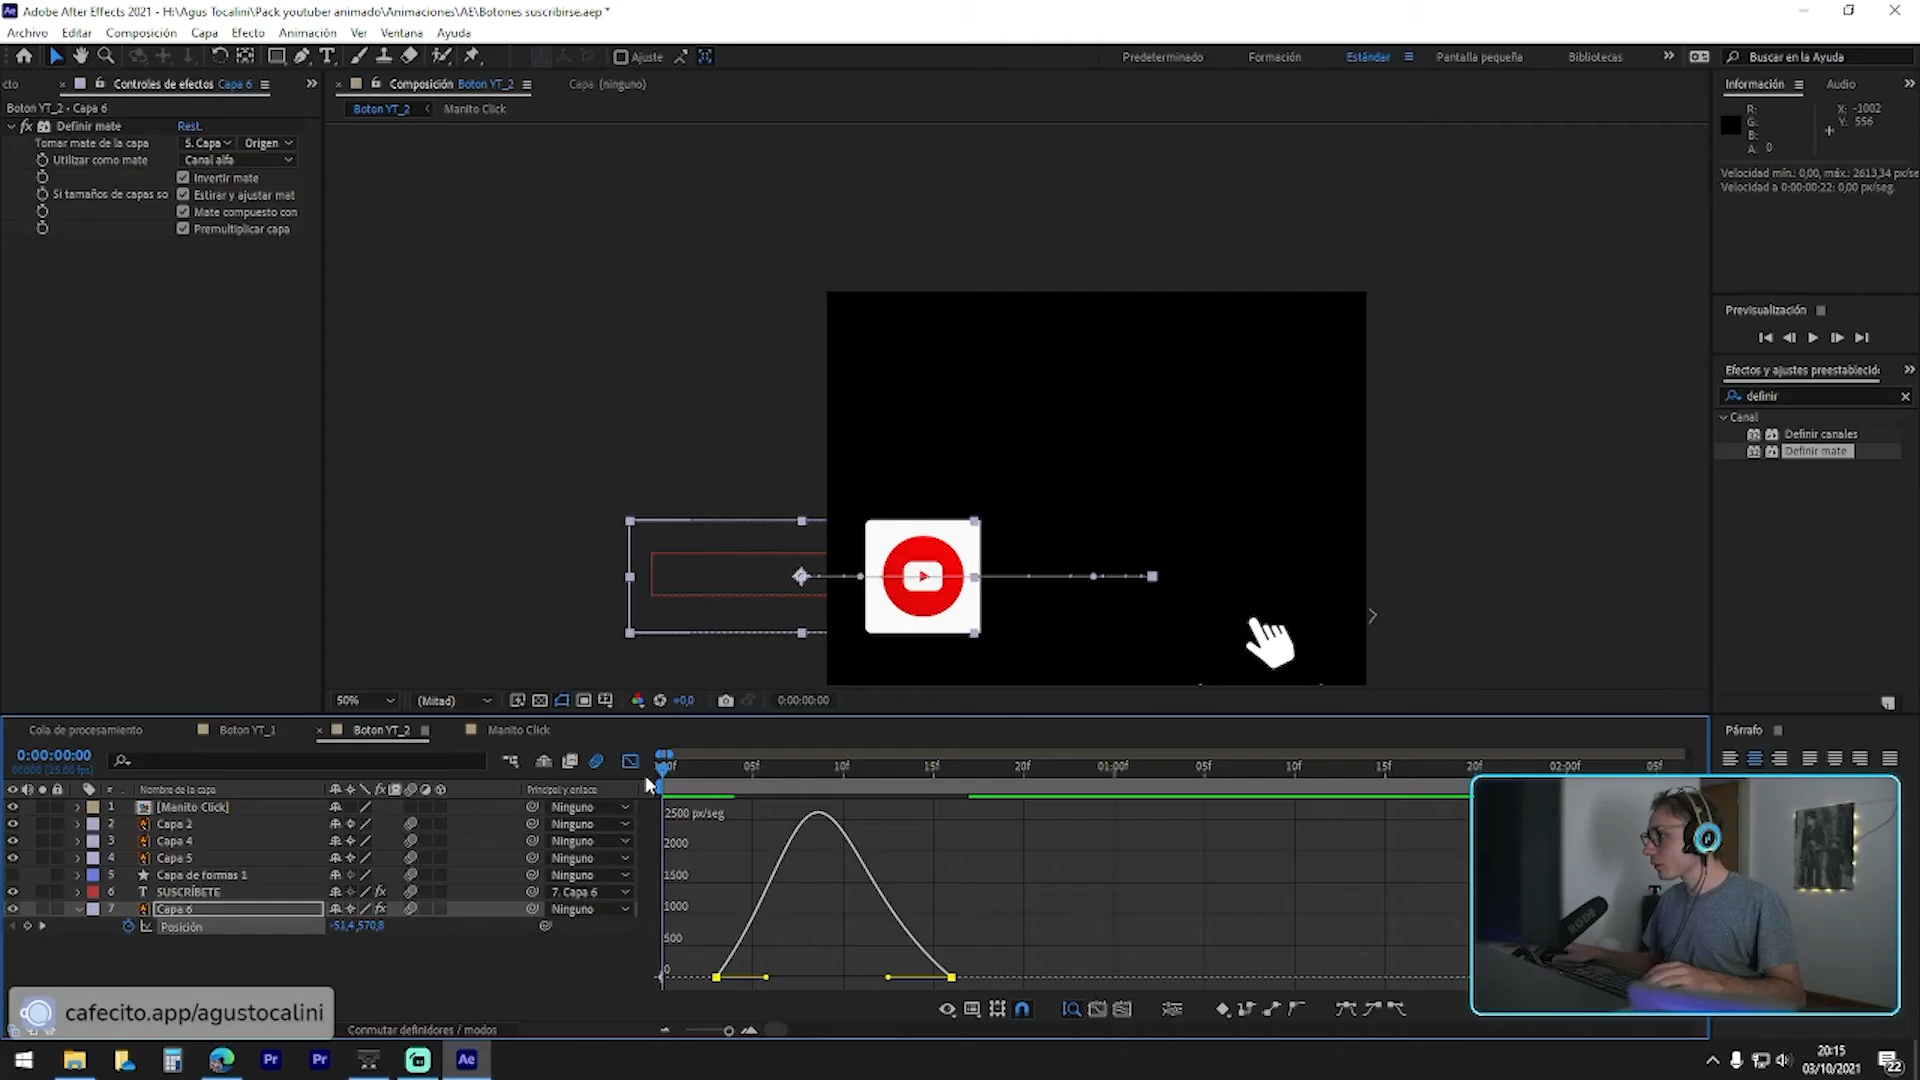 Adobe After Effects 2021 - H:\Agus Tocalini\Pack youtuber animado\Animaciones\AE\Botones suscribirse.aep *
Archivo Editar Composición Capa Efecto Animación Ver Ventana Ayuda
Ajuste
Predeterminado Formación Estándar Pantalla pequeña Bibliotecas Buscar en la Ayuda
cto Controles de efectos Capa 6
Boton YT_2 - Capa 6
fx Definir mate Rest.
Tomar mate de la capa 5. Capa Origen
Utilizar como mate Canal alfa
Invertir mate
Si tamaños de capas so Estirar y ajustar mat
Mate compuesto con
Premultiplicar capa
Composición Boton YT_2 Capa (ninguno)
Boton YT_2 Manito Click
50% (Mitad) +0,0 0:00:00:00
Información Audio
R: X: -1002
G: Y: 556
B:
A: 0
Velocidad mín.: 0,00, máx.: 2613,34 px/se
Velocidad a 0:00:00:22: 0,00 px/seg.
Previsualización
Efectos y ajustes preestablecid
definir
Canal
Definir canales
Definir mate
Párrafo
Cola de procesamiento Boton YT_1 Boton YT_2 Manito Click
0:00:00:00
00000 (25.00 fps)
05f 10f 15f 20f 01:00f 05f 10f 15f 20f 02:00f 05f
# Nombre de la capa Principal y enlace
1 [Manito Click] Ninguno
2 Capa 2 Ninguno
3 Capa 4 Ninguno
4 Capa 5 Ninguno
5 Capa de formas 1 Ninguno
6 T SUSCRÍBETE fx 7. Capa 6
7 Capa 6 fx Ninguno
Posición -51,4,570,8
2500 px/seg
2000
1500
1000
500
0
cafecito.app/agustocalini
Conmutar definidores / modos
RODE
Pr Pr Ae
20:15
03/10/2021
22